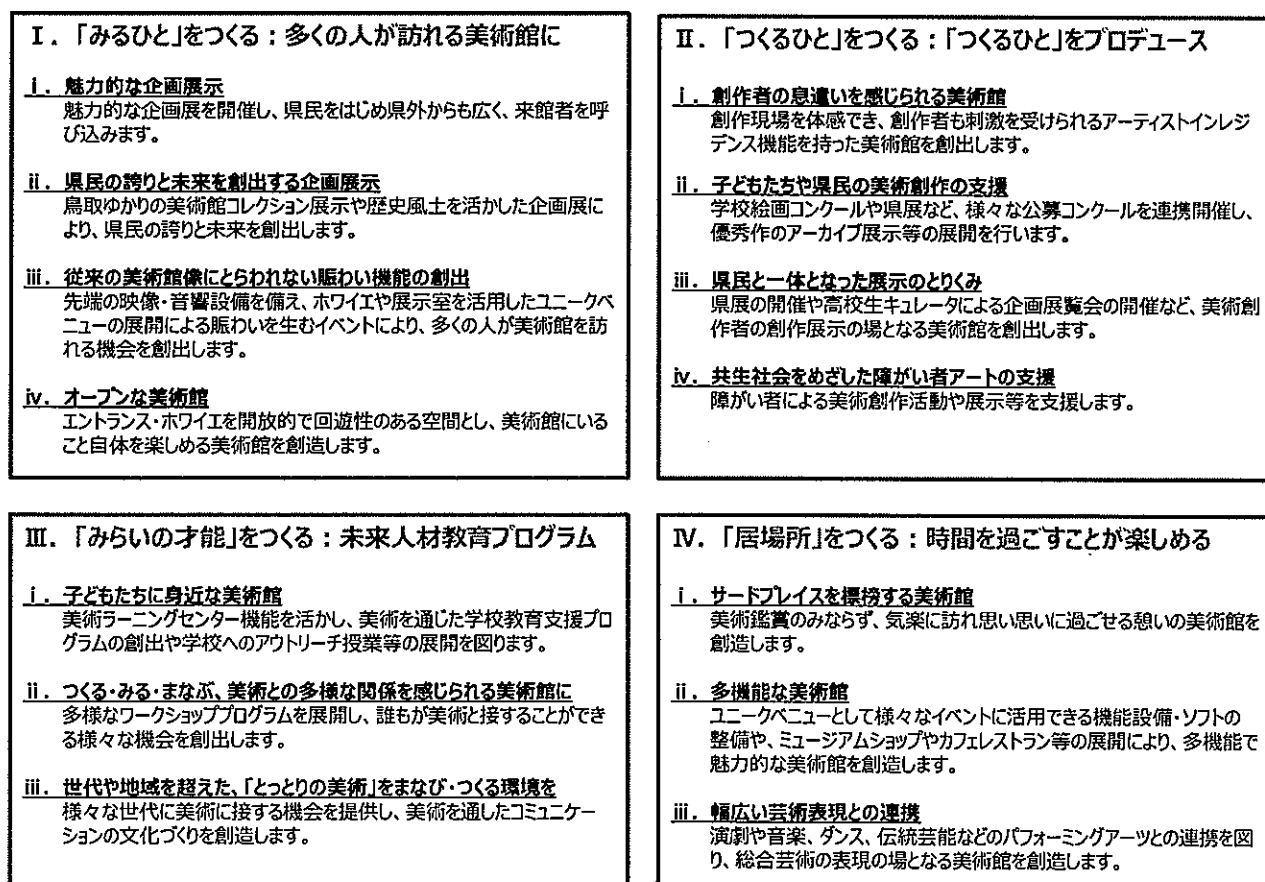 Ⅰ.「みるひと」をつくる：多くの人が訪れる美術館に
ⅰ．魅力的な企画展示
魅力的な企画展を開催し、県民をはじめ県外からも広く、来館者を呼
び込みます。
ⅱ．県民の誇りと未来を創出する企画展示
鳥取ゆかりの美術館コレクション展示や歴史風土を活かした企画展に
より、県民の誇りと未来を創出します。
ⅲ．従来の美術館像にとらわれない賑わい機能の創出
先端の映像・音響設備を備え、ホワイエや展示室を活用したユニークベ
ニューの展開による賑わいを生むイベントにより、多くの人が美術館を訪
れる機会を創出します。
ⅳ．オープンな美術館
エントランス・ホワイエを開放的で回遊性のある空間とし、美術館にいる
こと自体を楽しめる美術館を創造します。
Ⅱ．「つくるひと」をつくる：「つくるひと」をプロデュース
ⅰ．創作者の息遣いを感じられる美術館
創作現場を体感でき、創作者も刺激を受けられるアーティストインレジ
デンス機能を持った美術館を創出します。
ⅱ．子どもたちや県民の美術創作の支援
学校絵画コンクールや県展など、様々な公募コンクールを連携開催し、
優秀作のアーカイブ展示等の展開を行います。
ⅲ．県民と一体となった展示のとりくみ
県展の開催や高校生キュレータによる企画展覧会の開催など、美術創
作者の創作展示の場となる美術館を創出します。
ⅳ．共生社会をめざした障がい者アートの支援
障がい者による美術創作活動や展示等を支援します。
Ⅲ．「みらいの才能」をつくる：未来人材教育プログラム
ⅰ．子どもたちに身近な美術館
美術ラーニングセンター機能を活かし、美術を通じた学校教育支援プロ
グラムの創出や学校へのアウトリーチ授業等の展開を図ります。
ⅱ．つくる・みる・まなぶ、美術との多様な関係を感じられる美術館に
多様なワークショッププログラムを展開し、誰もが美術と接することができ
る様々な機会を創出します。
ⅲ．世代や地域を超えた、「とっとりの美術」をまなび・つくる環境を
様々な世代に美術に接する機会を提供し、美術を通したコミュニケー
ションの文化づくりを創造します。
Ⅳ．「居場所」をつくる：時間を過ごすことが楽しめる
ⅰ．サードプレイスを標榜する美術館
美術鑑賞のみならず、気楽に訪れ思い思いに過ごせる憩いの美術館を
創造します。
ⅱ．多機能な美術館
ユニークベニューとして様々なイベントに活用できる機能設備・ソフトの
整備や、ミュージアムショップやカフェレストラン等の展開により、多機能で
魅力的な美術館を創造します。
ⅲ．幅広い芸術表現との連携
演劇や音楽、ダンス、伝統芸能などのパフォーミングアーツとの連携を図
り、総合芸術の表現の場となる美術館を創造します。